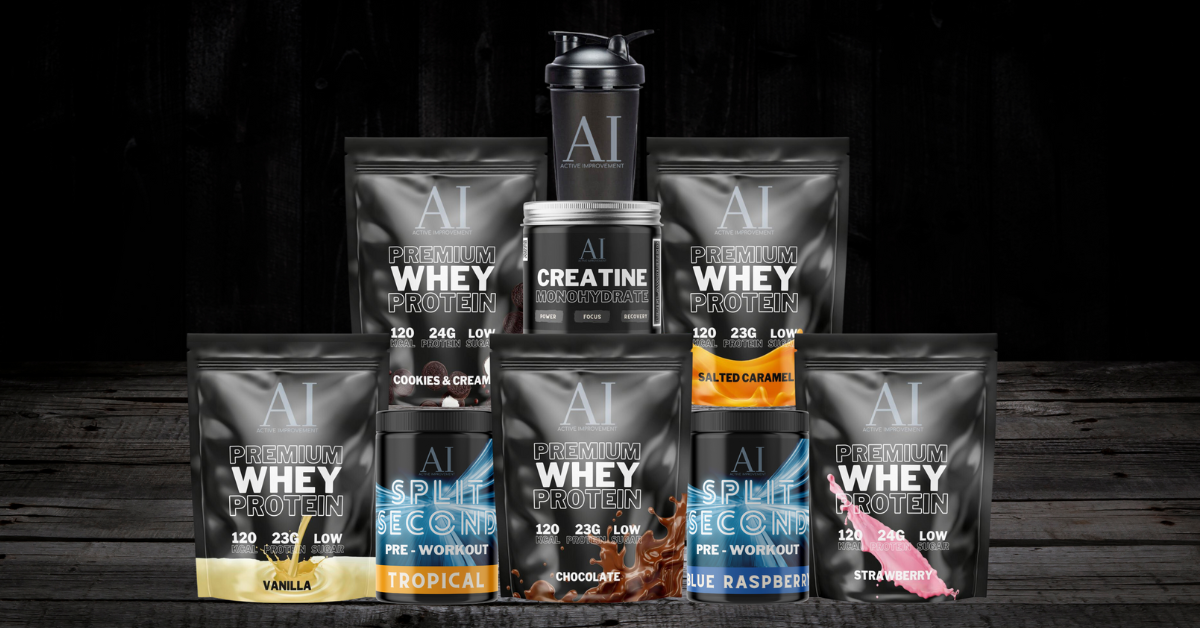 AI
ACTIVE IMPROVEMENT
AI
ACTIVE IMPROVEMENT
PREMIUM
WHEY
PROTEIN
120 24G LOW
KCAL PROTEIN SUGAR
COOKIES & CREAM
AI
CREATINE
MONOHYDRATE
POWER FOCUS RECOVERY
AI
ACTIVE IMPROVEMENT
PREMIUM
WHEY
PROTEIN
120 23G LOW
KCAL PROTEIN SUGAR
SALTED CARAMEL
AI
ACTIVE IMPROVEMENT
PREMIUM
WHEY
PROTEIN
120 23G LOW
KCAL PROTEIN SUGAR
VANILLA
AI
SPLIT
SECOND
PRE - WORKOUT
TROPICAL
AI
ACTIVE IMPROVEMENT
PREMIUM
WHEY
PROTEIN
120 23G LOW
KCAL PROTEIN SUGAR
CHOCOLATE
AI
SPLIT
SECOND
PRE - WORKOUT
BLUE RASPBERRY
AI
ACTIVE IMPROVEMENT
PREMIUM
WHEY
PROTEIN
120 24G LOW
KCAL PROTEIN SUGAR
STRAWBERRY